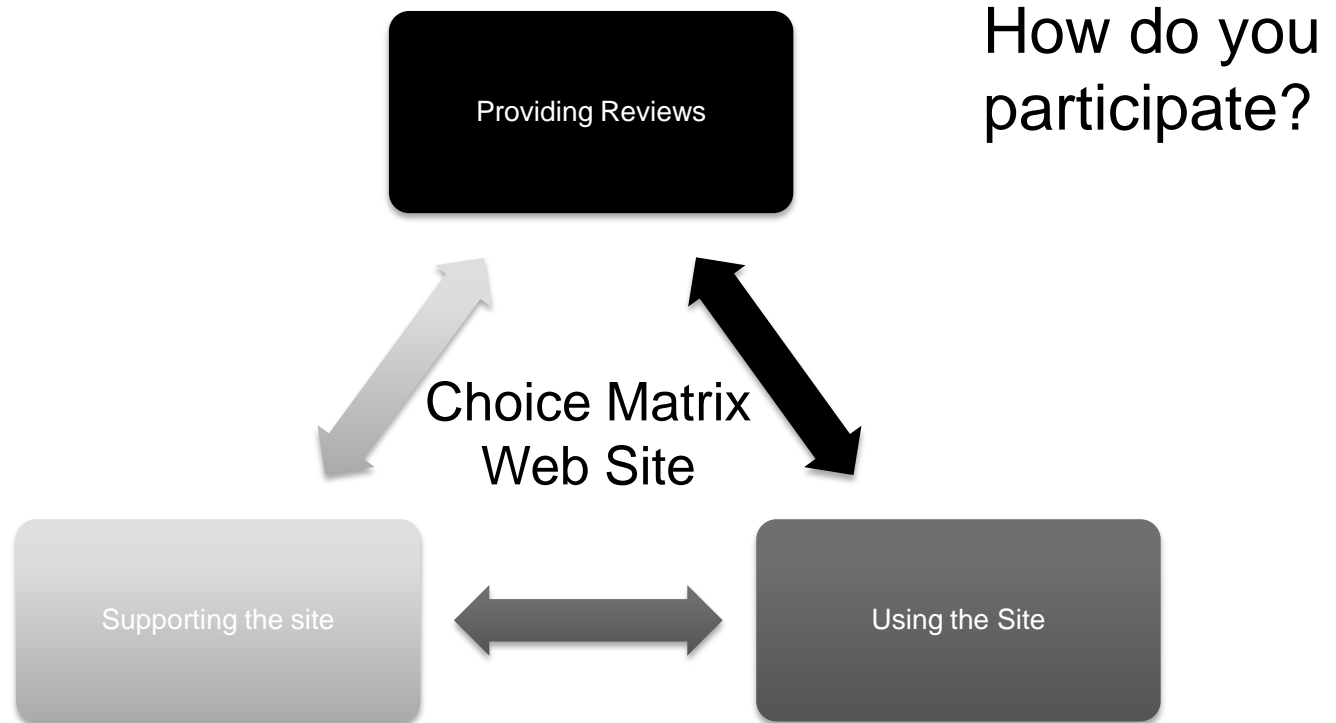 How do you
participate?
Providing Reviews
Choice Matrix
Web Site
Supporting the site
Using the Site